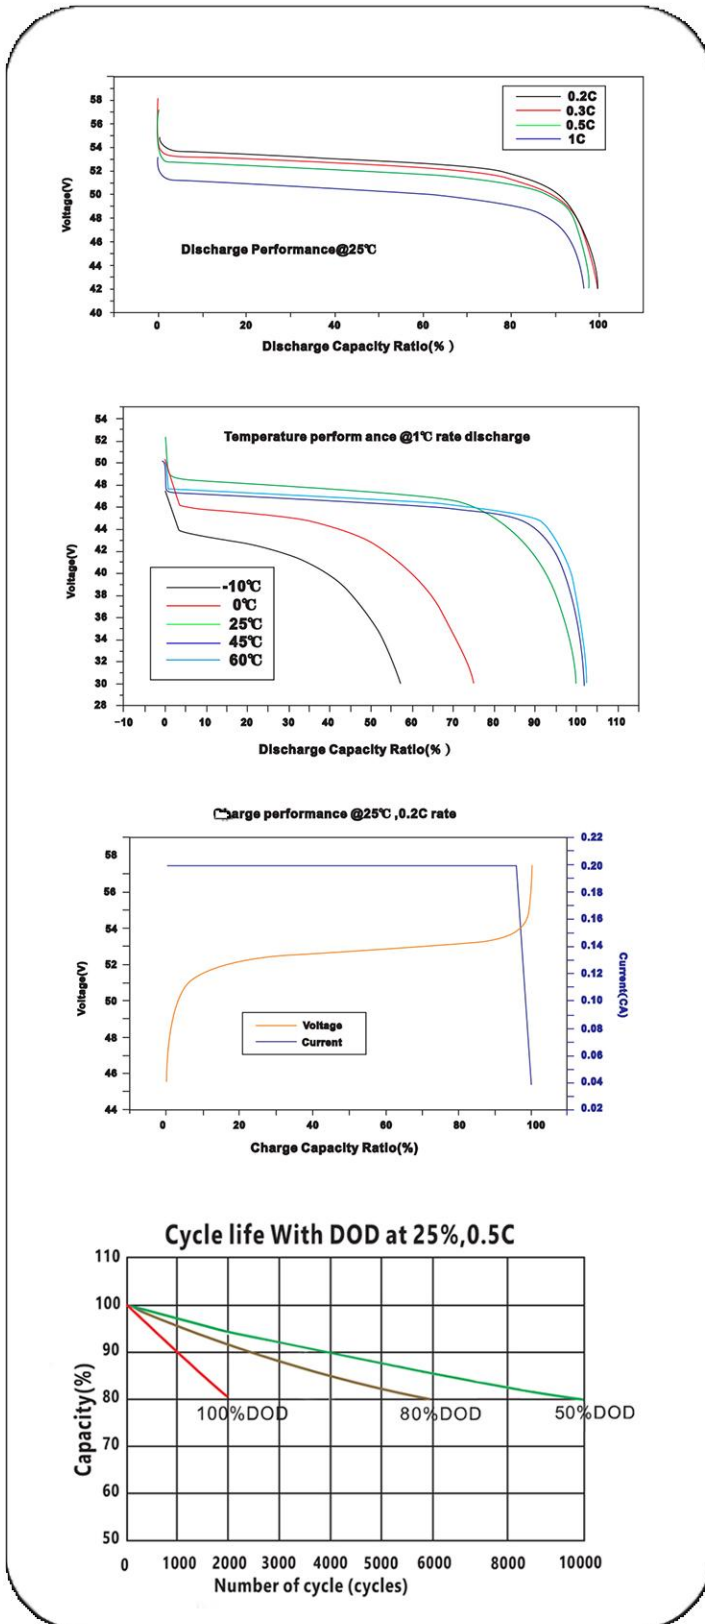 58
56
54
52
50
48
46
44
42
40
Voltage(V)
0.2C
0.3C
0.5C
1C
Discharge Performance@25℃
0 20 40 60 80 100
Discharge Capacity Ratio(% )
54
52
50
48
46
44
42
40
38
36
34
32
30
28
Voltage(V)
Temperature perform ance @1℃ rate discharge
-10℃
0℃
25℃
45℃
60℃
-10 0 10 20 30 40 50 60 70 80 90 100 110
Discharge Capacity Ratio(% )
arge performance @25℃ ,0.2C rate
58
56
54
52
50
48
46
44
Voltage(V)
0.22
0.20
0.18
0.16
0.14
0.12
0.10
0.08
0.06
0.04
0.02
Current(CA)
Voltage
Current
0 20 40 60 80 100
Charge Capacity Ratio(%)
Cycle life With DOD at 25%,0.5C
110
100
90
80
70
60
50
Capacity(%)
100%DOD 80%DOD 50%DOD
0 1000 2000 3000 4000 5000 6000 8000 10000
Number of cycle (cycles)